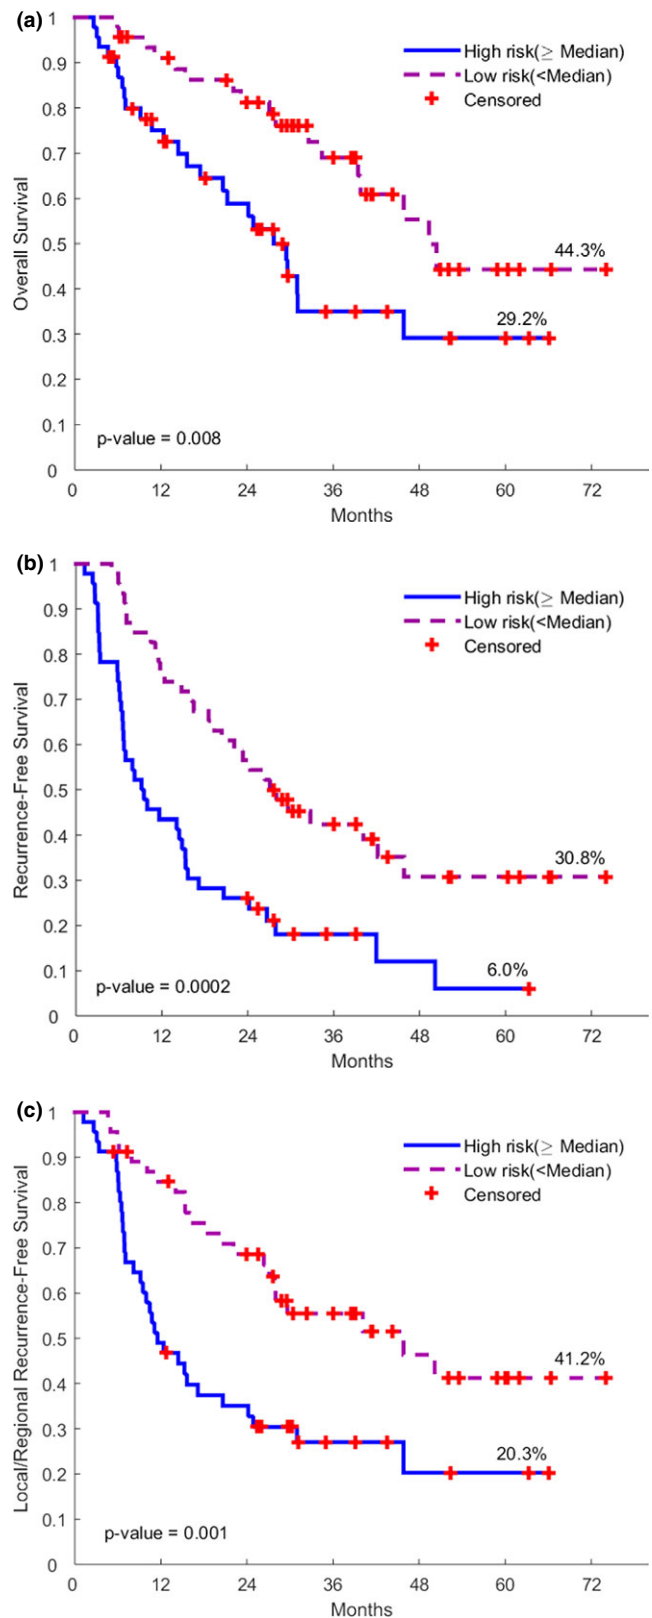 (a)
1
0.9
0.8
0.7
0.6
0.5
0.4
0.3
0.2
0.1
0
Overall Survival
High risk(≥ Median)
Low risk(<Median)
Censored
44.3%
29.2%
p-value = 0.008
0 12 24 36 48 60 72
Months
(b)
1
0.9
0.8
0.7
0.6
0.5
0.4
0.3
0.2
0.1
0
Recurrence-Free Survival
High risk(≥ Median)
Low risk(<Median)
Censored
30.8%
6.0%
p-value = 0.0002
0 12 24 36 48 60 72
Months
(c)
1
0.9
0.8
0.7
0.6
0.5
0.4
0.3
0.2
0.1
0
Local/Regional Recurrence-Free Survival
High risk(≥ Median)
Low risk(<Median)
Censored
41.2%
20.3%
p-value = 0.001
0 12 24 36 48 60 72
Months